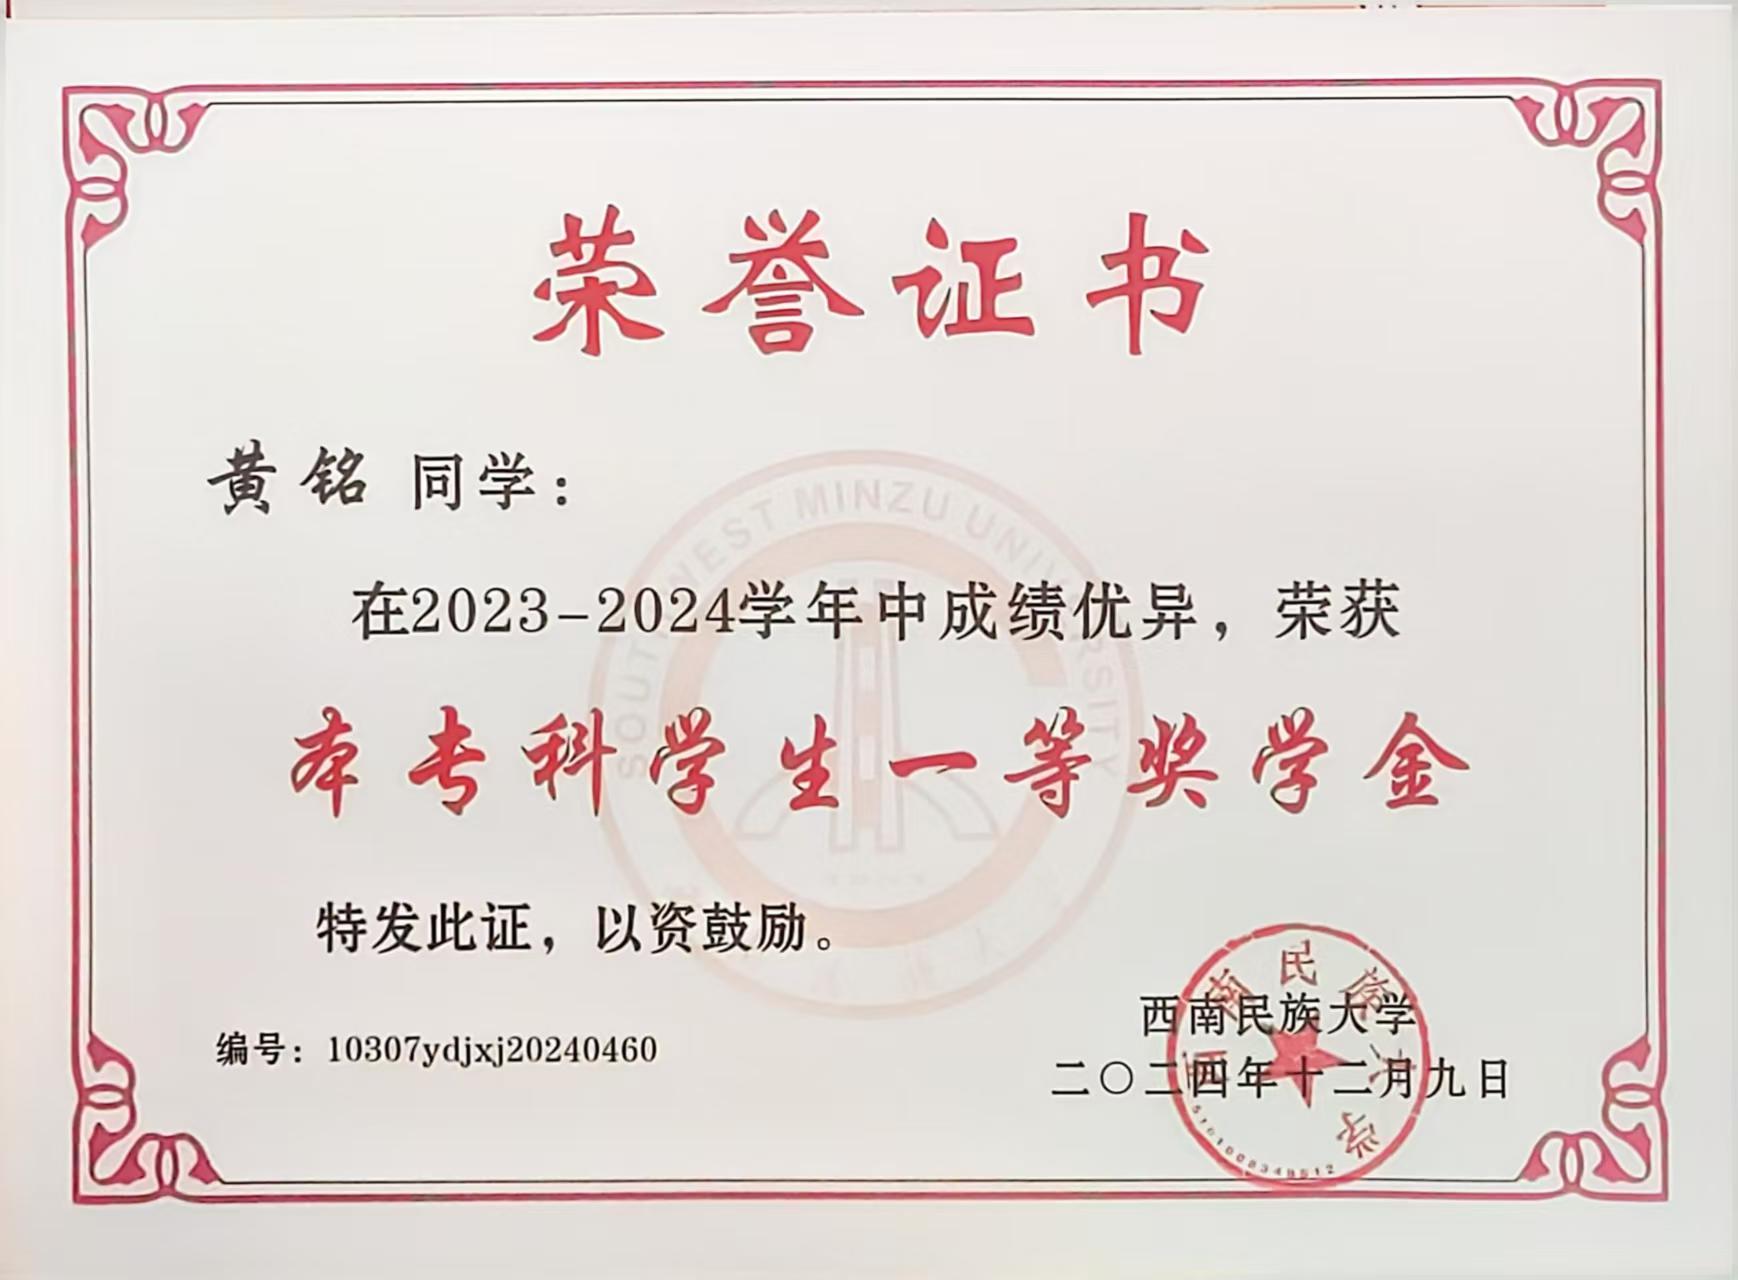 荣誉证书
黄铭 同学：
在2023-2024学年中成绩优异，荣获
本专科学生一等奖学金
特发此证，以资鼓励。
编号：10307ydjxj20240460
西南民族大学
二〇二四年十二月九日
SOUTHWEST MINZU UNIVERSITY
西南民族大学